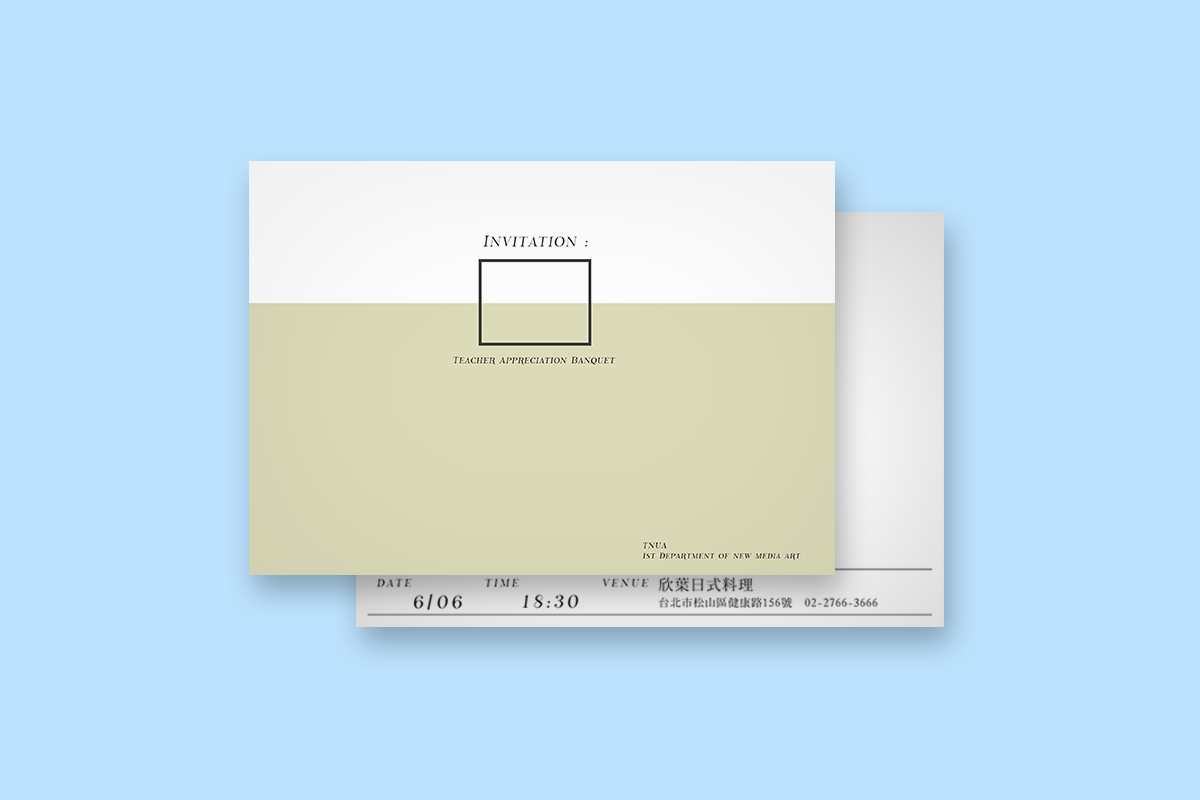 Invitation :
Teacher appreciation Banquet
TNUA
1st Department of new media art
DATE TIME VENUE 欣葉日式料理
6/06 18:30 台北市松山區健康路156號 02-2766-3666